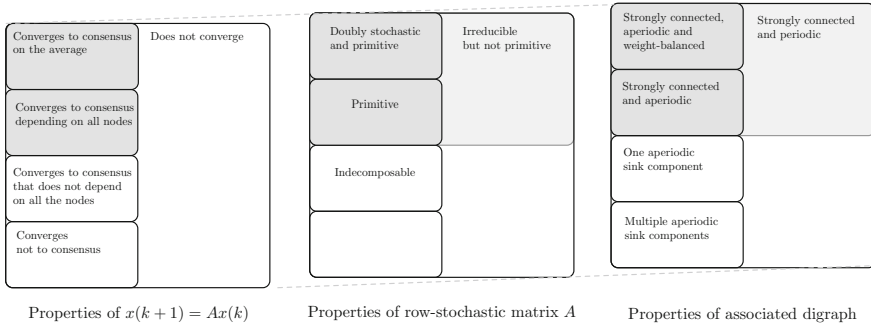 Converges to consensus
on the average
Does not converge
Converges to consensus
depending on all nodes
Converges to consensus
that does not depend
on all the nodes
Converges
not to consensus
Properties of x(k + 1) = Ax(k)
Doubly stochastic
and primitive
Irreducible
but not primitive
Primitive
Indecomposable
Properties of row-stochastic matrix A
Strongly connected,
aperiodic and
weight-balanced
Strongly connected
and periodic
Strongly connected
and aperiodic
One aperiodic
sink component
Multiple aperiodic
sink components
Properties of associated digraph